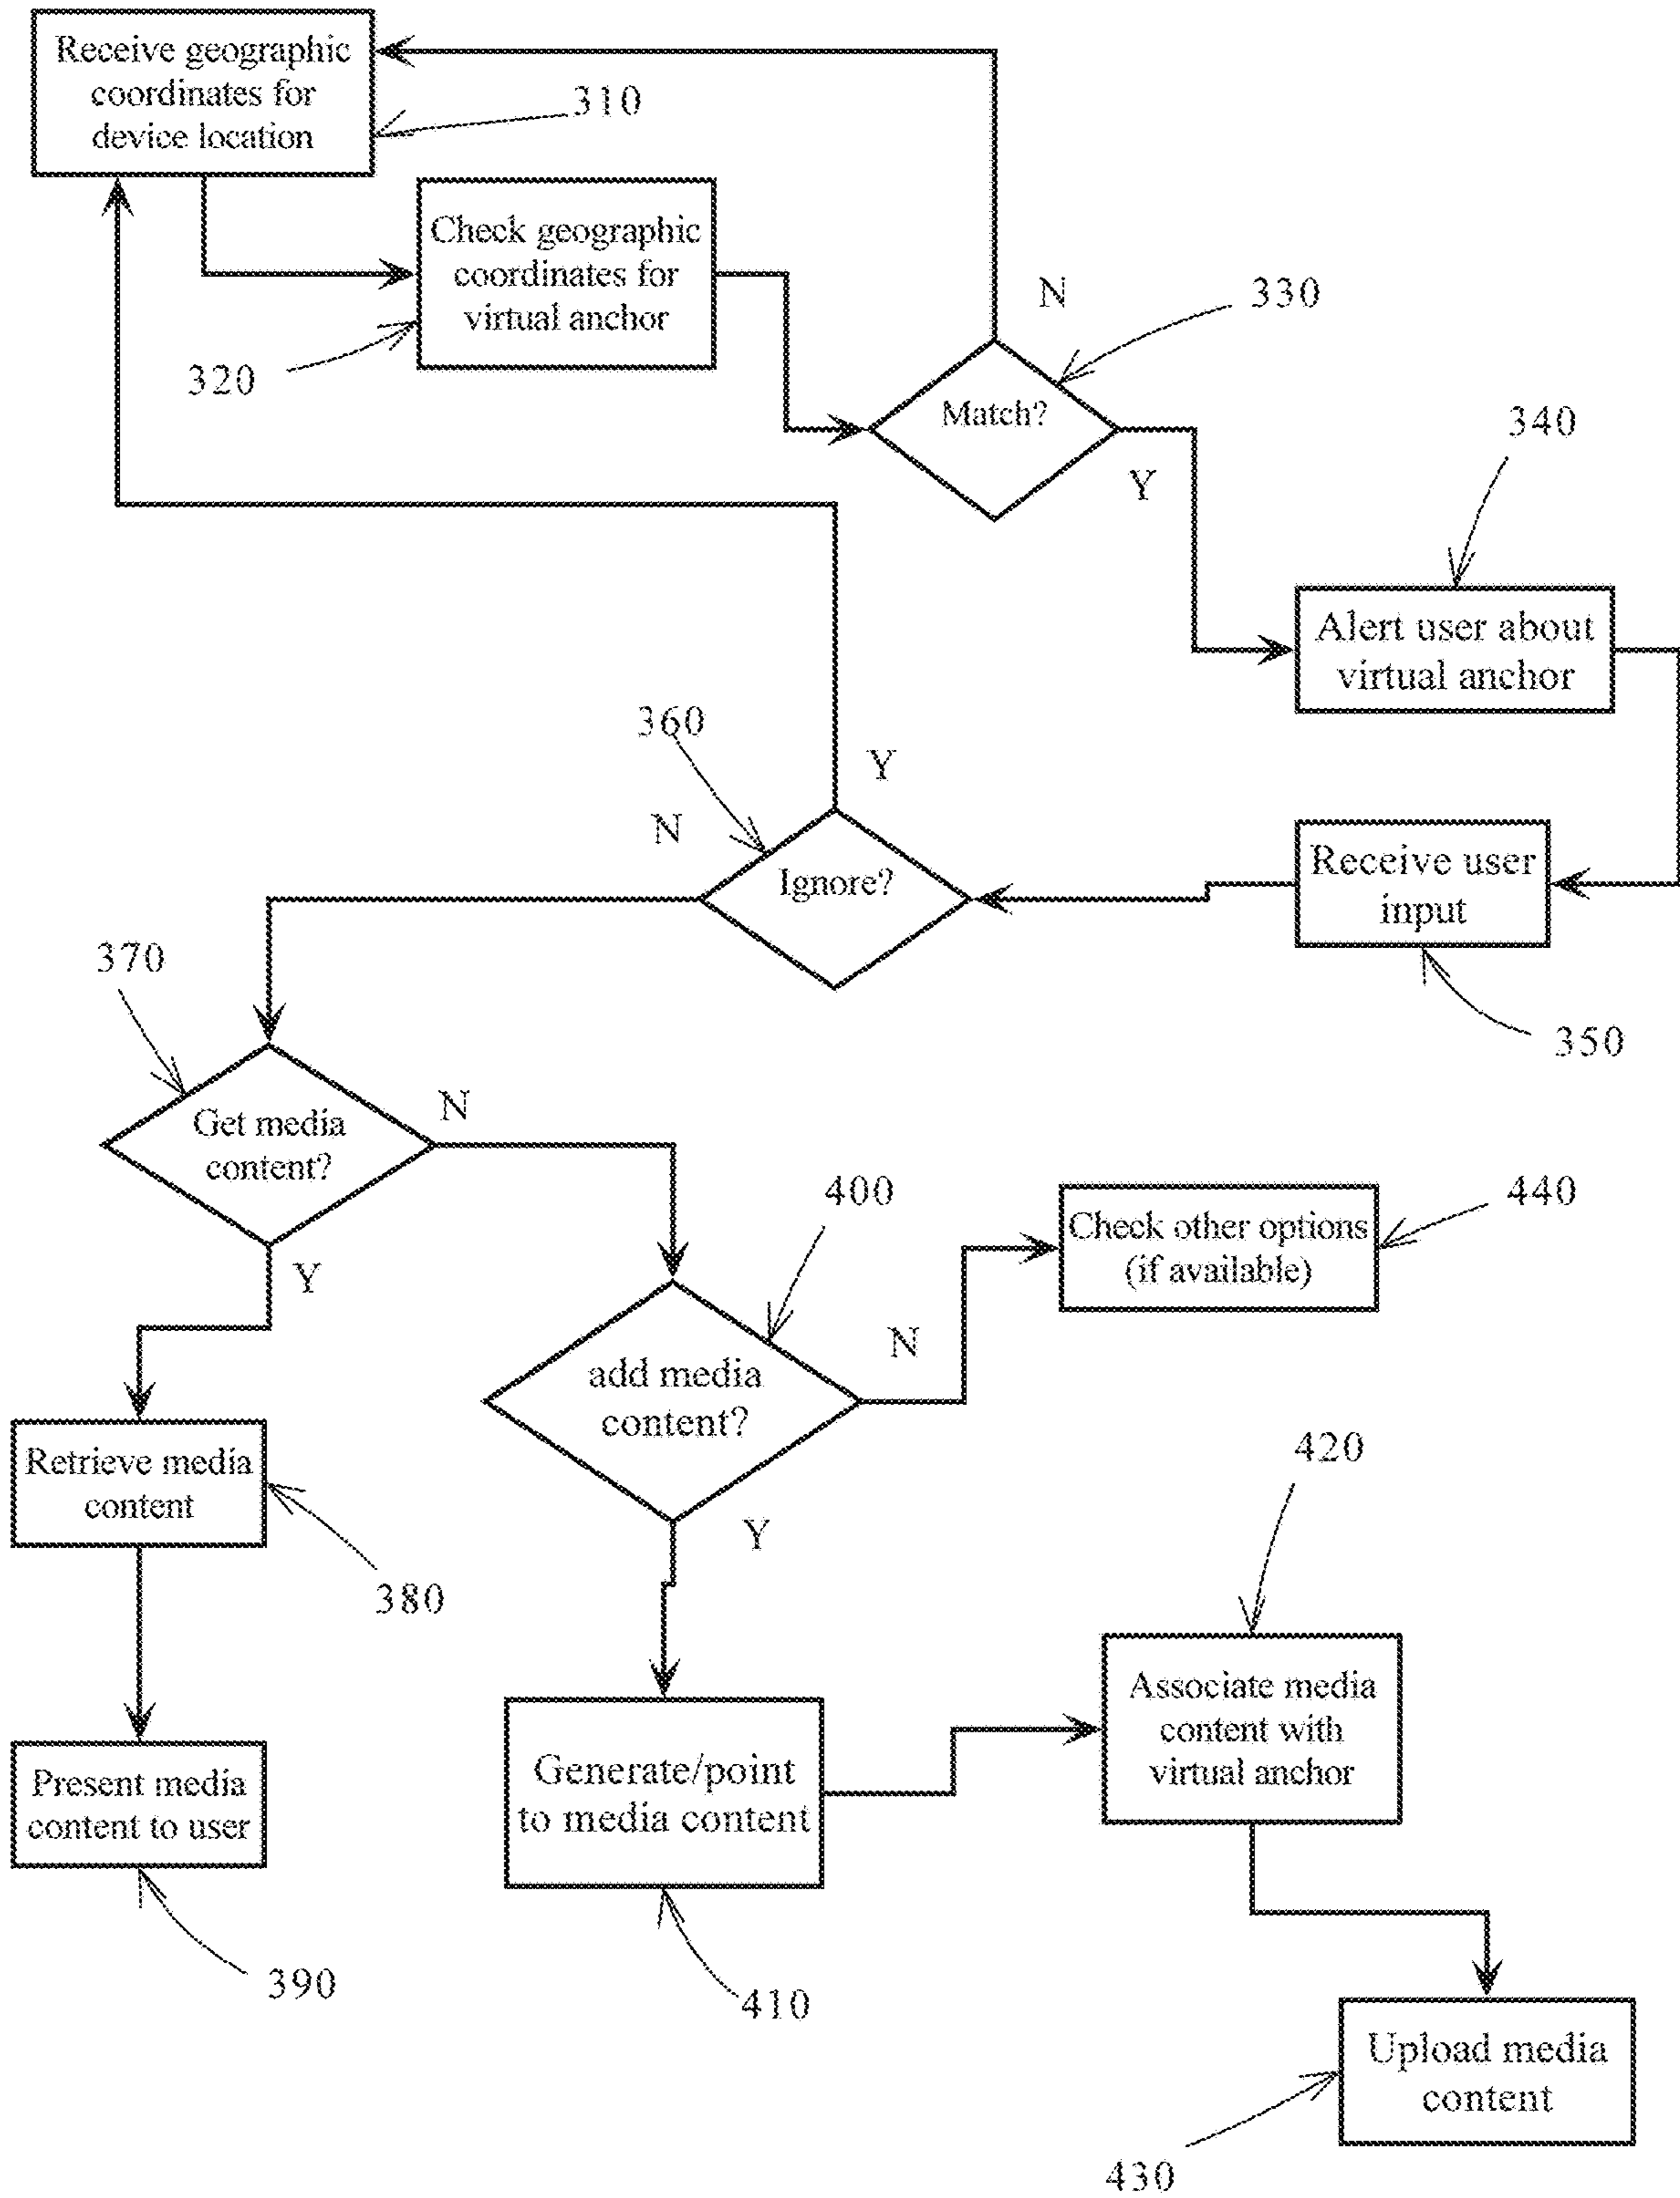 Receive geographic
coordinates for
device location
310
Check geographic
coordinates for
virtual anchor
320
N
330
Match?
Y
340
Alert user about
virtual anchor
360
Y
N
Ignore?
Receive user
input
350
370
Get media
content?
N
Y
400
440
Check other options
(if available)
add media
content?
N
Y
Retrieve media
content
380
420
Present media
content to user
390
Generate/point
to media content
410
Associate media
content with
virtual anchor
Upload media
content
430